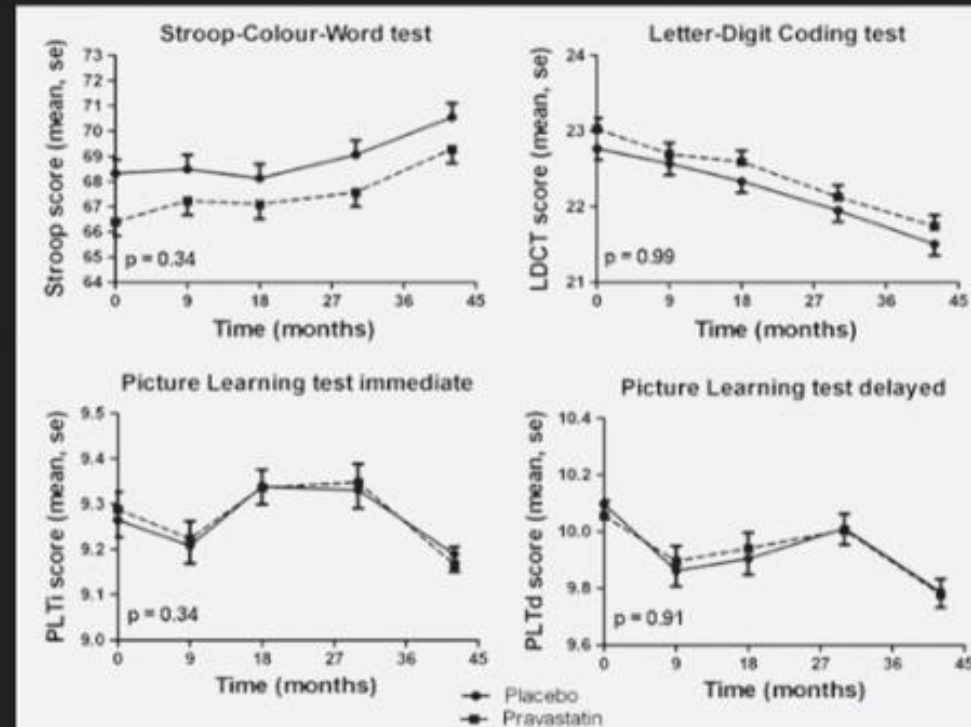 Stroop-Colour-Word test
Stroop score (mean, se)
73
72
71
70
69
68
67
66
65
64
p = 0.34
0 9 18 27 36 45
Time (months)
Letter-Digit Coding test
LDCT score (mean, se)
24
23
22
21
p = 0.99
0 9 18 27 36 45
Time (months)
Picture Learning test immediate
PLTi score (mean, se)
9.5
9.4
9.3
9.2
9.1
9.0
p = 0.34
0 9 18 27 36 45
Time (months)
Picture Learning test delayed
PLTd score (mean, se)
10.4
10.2
10.0
9.8
9.6
p = 0.91
0 9 18 27 36 45
Time (months)
Placebo
Pravastatin